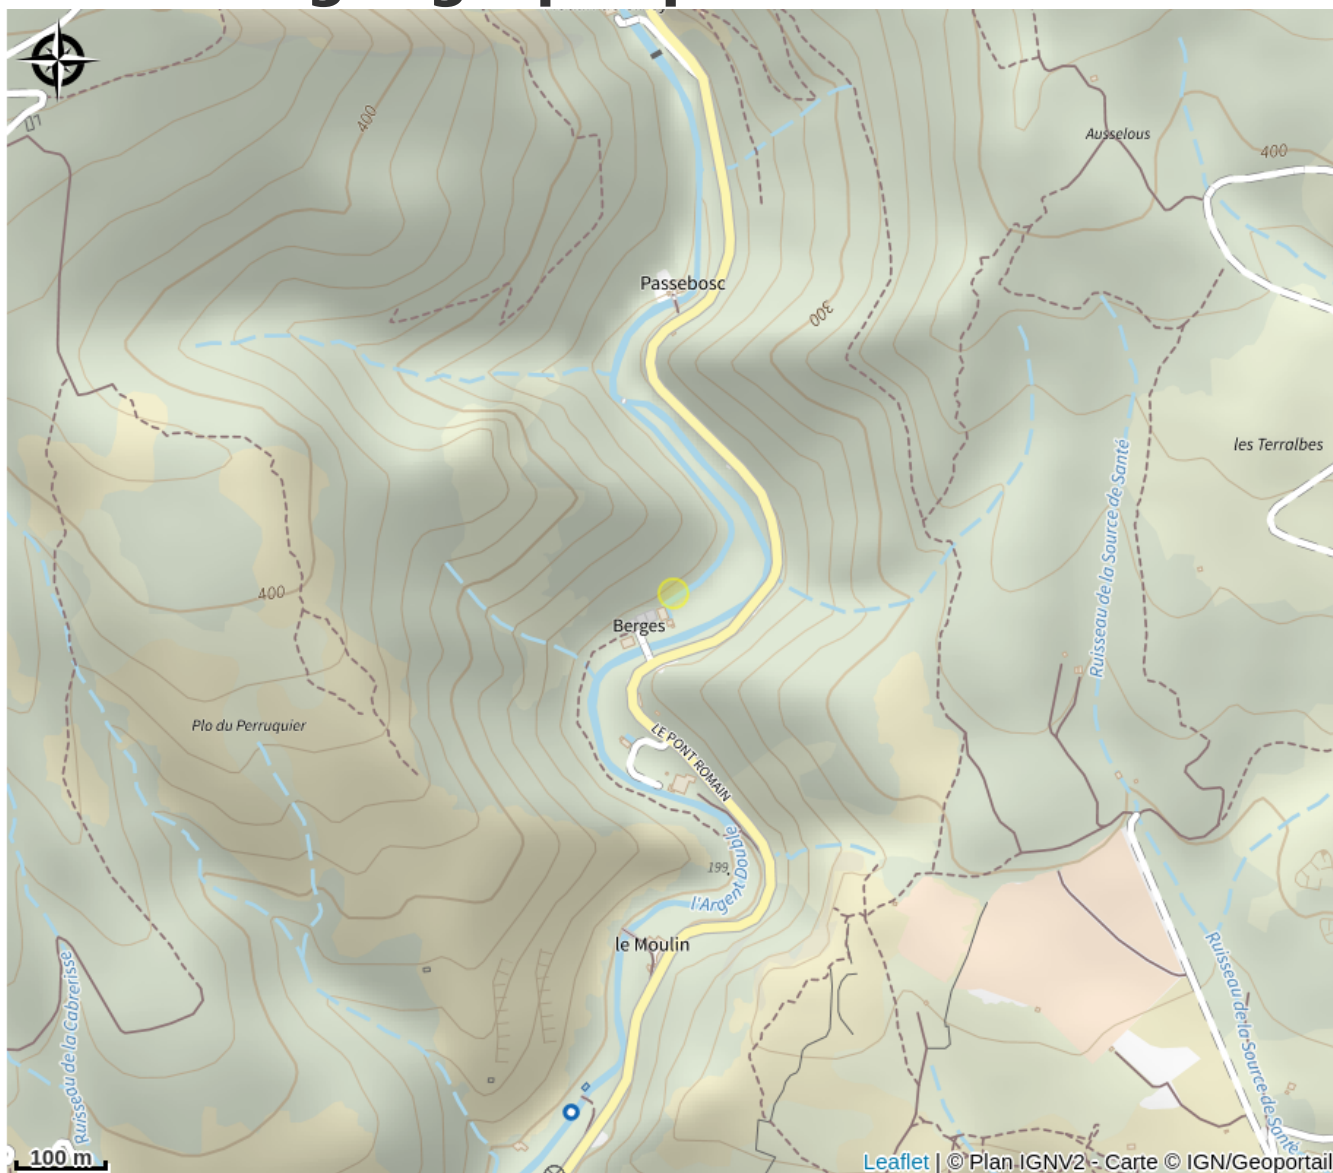 400
Ausselous
400
Passebosc
300
les Terralbes
Ruisseau de la Source de Santé
400
Berges
Plo du Perruquier
LE PONT ROMAIN
199
l'Argent Double
le Moulin
Ruisseau de la Cabrerisse
Ruisseau de la Source de Santé
100 m
Leaflet | © Plan IGNV2 - Carte © IGN/Geoportail